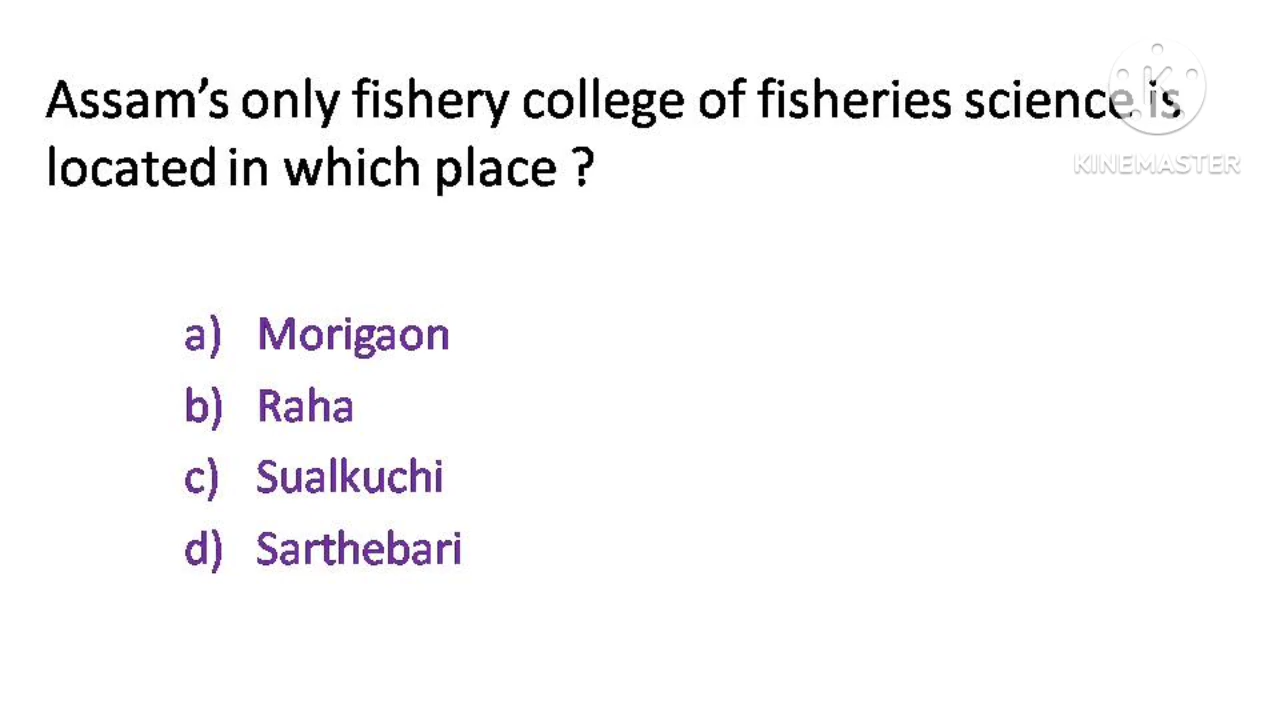 Assam's only fishery college of fisheries science is
located in which place ?
KINEMASTER
a) Morigaon
b) Raha
c) Sualkuchi
d) Sarthebari